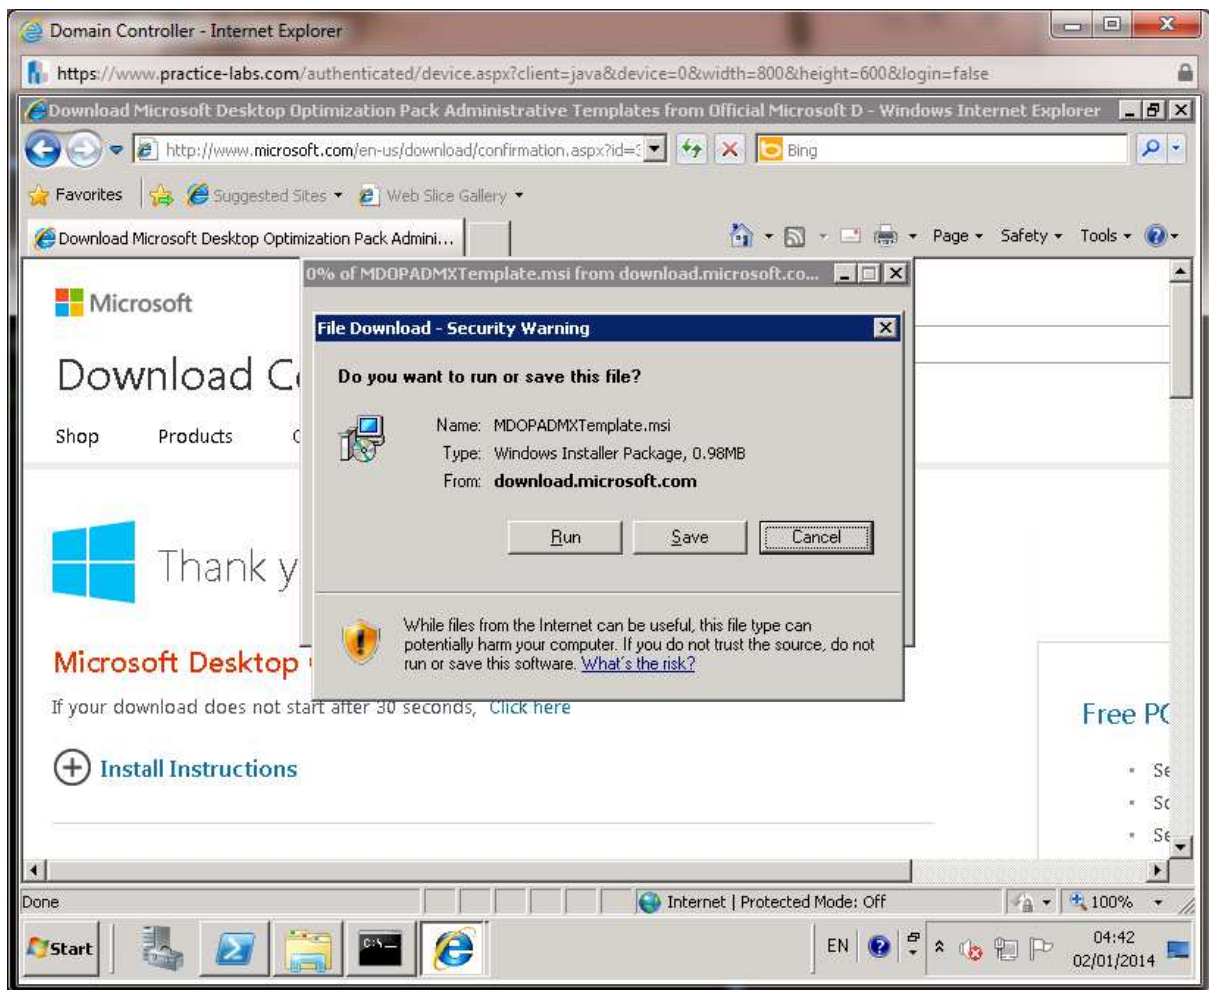 Domain Controller - Internet Explorer
https://www.practice-labs.com/authenticated/device.aspx?client=java&device=0&width=800&height=600&login=false
Download Microsoft Desktop Optimization Pack Administrative Templates from Official Microsoft D - Windows Internet Explorer
http://www.microsoft.com/en-us/download/confirmation.aspx?id=
Bing
Favorites
Suggested Sites
Web Slice Gallery
Download Microsoft Desktop Optimization Pack Admini...
Page
Safety
Tools
0% of MDOPADMXTemplate.msi from download.microsoft.co...
Microsoft
File Download - Security Warning
Download C
Do you want to run or save this file?
Shop Products
Name: MDOPADMXTemplate.msi
Type: Windows Installer Package, 0.98MB
From: download.microsoft.com
Run
Save
Cancel
Thank y
While files from the Internet can be useful, this file type can
potentially harm your computer. If you do not trust the source, do not
run or save this software. What's the risk?
Microsoft Desktop
If your download does not start after 30 seconds, Click here
Free PC
Install Instructions
Se
Sc
Se
Done
Internet | Protected Mode: Off
100%
Start
C:\_
EN
04:42
02/01/2014